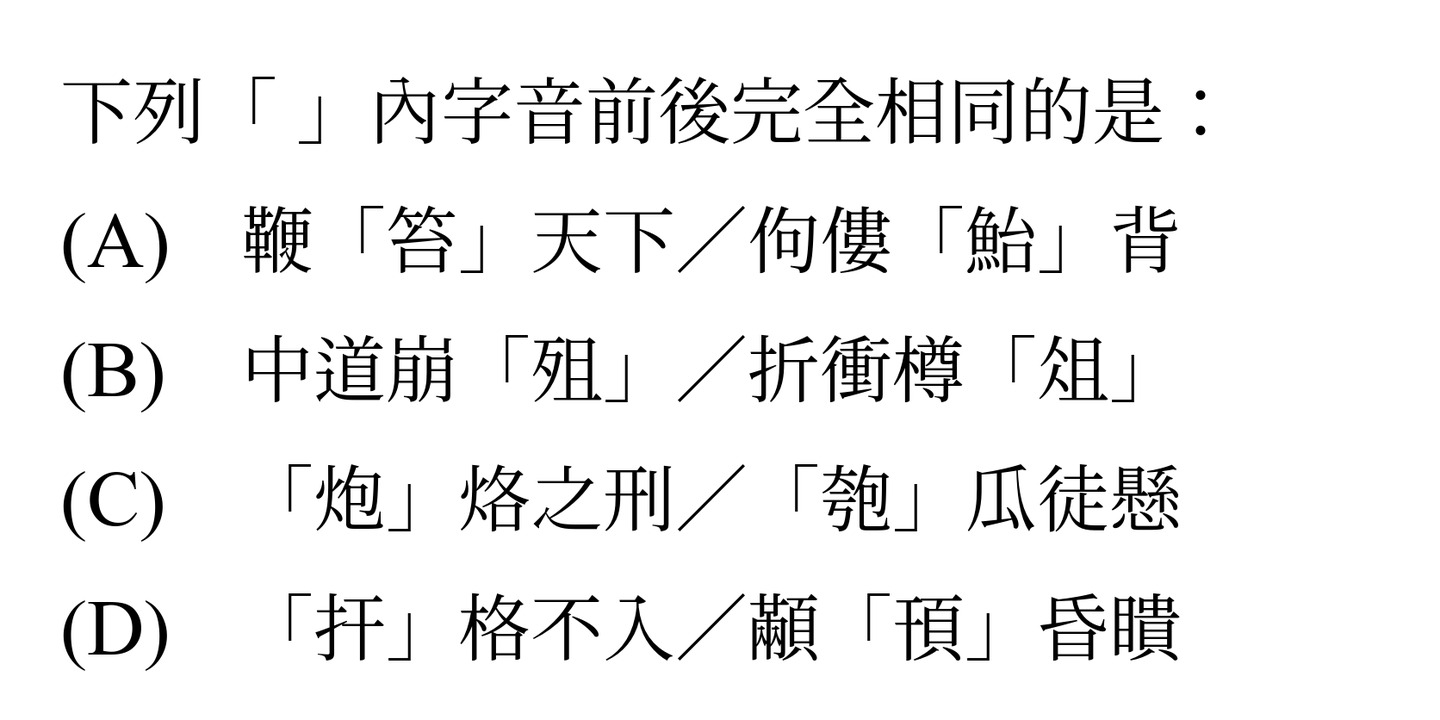 下列「 」內字音前後完全相同的是：
(A) 鞭「笞」天下／佝僂「鮐」背
(B) 中道崩「殂」／折衝樽「俎」
(C) 「炮」烙之刑／「匏」瓜徒懸
(D) 「扞」格不入／顢「頇」昏瞶